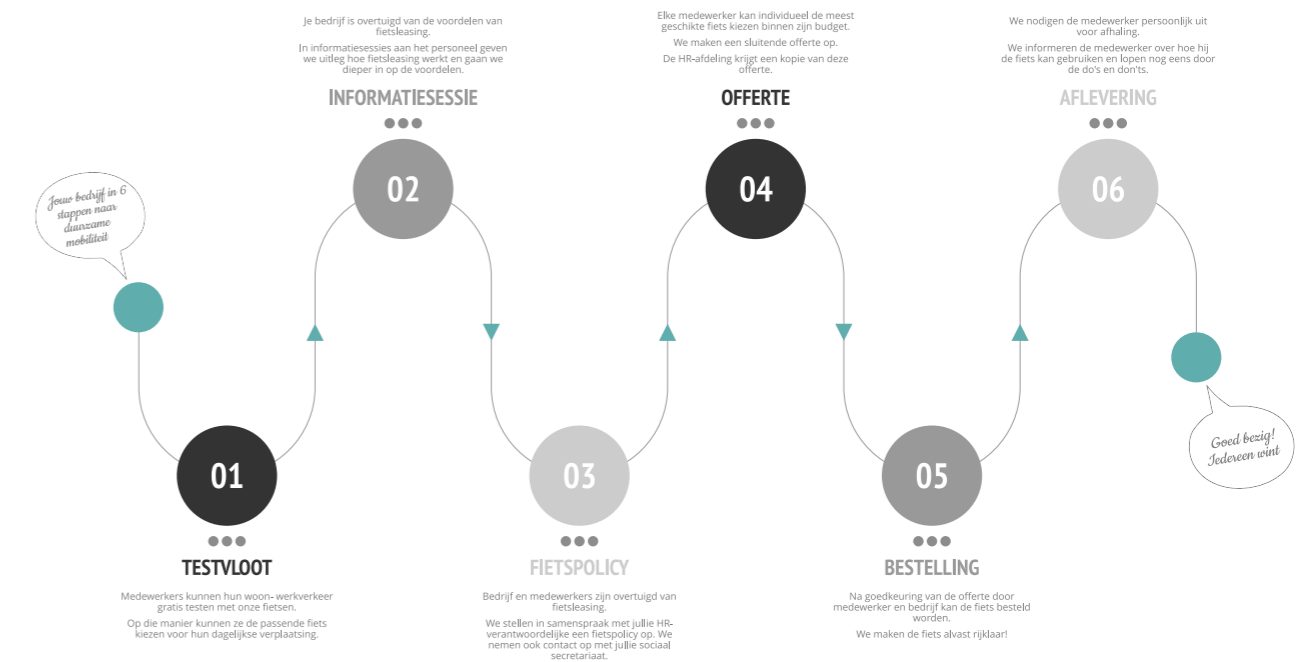 Jouw bedrijf in 6
stappen naar
duurzame
mobiliteit
01
TESTVLOOT
Medewerkers kunnen hun woon-werkverkeer
gratis testen met onze fietsen.
Op die manier kunnen ze de passende fiets
kiezen voor hun dagelijkse verplaatsing.
Je bedrijf is overtuigd van de voordelen van
fietsleasing.
In informatiesessies aan het personeel geven
we uitleg hoe fietsleasing werkt en gaan we
dieper in op de voordelen.
INFORMATIESESSIE
02
03
FIETSPOLICY
Bedrijf en medewerkers zijn overtuigd van
fietsleasing.
We stellen in samenspraak met jullie HR-
verantwoordelijke een fietspolicy op. We
nemen ook contact op met jullie sociaal
secretariaat.
Elke medewerker kan individueel de meest
geschikte fiets kiezen binnen zijn budget.
We maken een sluitende offerte op.
De HR-afdeling krijgt een kopie van deze
offerte.
OFFERTE
04
05
BESTELLING
Na goedkeuring van de offerte door
medewerker en bedrijf kan de fiets besteld
worden.
We maken de fiets alvast rijklaar!
We nodigen de medewerker persoonlijk uit
voor afhaling.
We informeren de medewerker over hoe hij
de fiets kan gebruiken en lopen nog eens door
de do's en don'ts.
AFLEVERING
06
Goed bezig!
Iedereen wint